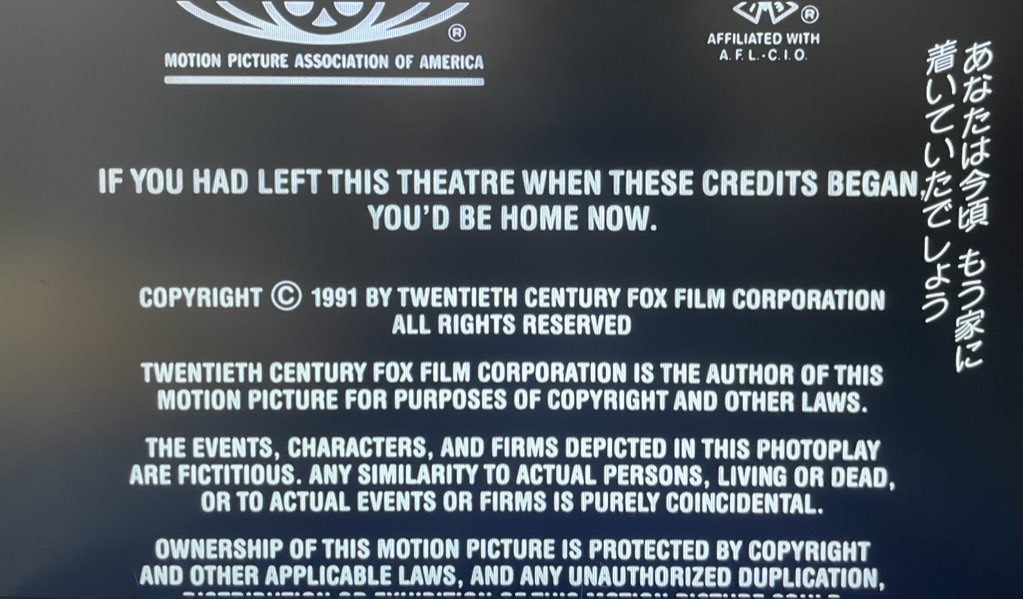 ®
MOTION PICTURE ASSOCIATION OF AMERICA
®
AFFILIATED WITH
A.F.L.-C.I.O.
あなたは今頃 もう家に
着いていたでしょう
IF YOU HAD LEFT THIS THEATRE WHEN THESE CREDITS BEGAN,
YOU'D BE HOME NOW.
COPYRIGHT © 1991 BY TWENTIETH CENTURY FOX FILM CORPORATION
ALL RIGHTS RESERVED
TWENTIETH CENTURY FOX FILM CORPORATION IS THE AUTHOR OF THIS
MOTION PICTURE FOR PURPOSES OF COPYRIGHT AND OTHER LAWS.
THE EVENTS, CHARACTERS, AND FIRMS DEPICTED IN THIS PHOTOPLAY
ARE FICTITIOUS. ANY SIMILARITY TO ACTUAL PERSONS, LIVING OR DEAD,
OR TO ACTUAL EVENTS OR FIRMS IS PURELY COINCIDENTAL.
OWNERSHIP OF THIS MOTION PICTURE IS PROTECTED BY COPYRIGHT
AND OTHER APPLICABLE LAWS, AND ANY UNAUTHORIZED DUPLICATION,